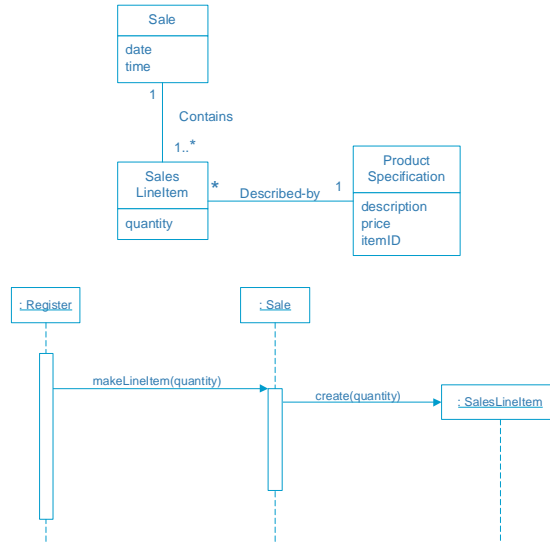 Sale
date
time
1
Contains
1..*
Sales
LineItem
quantity
*
Described-by
1
Product
Specification
description
price
itemID
: Register
: Sale
makeLineItem(quantity)
create(quantity)
: SalesLineItem